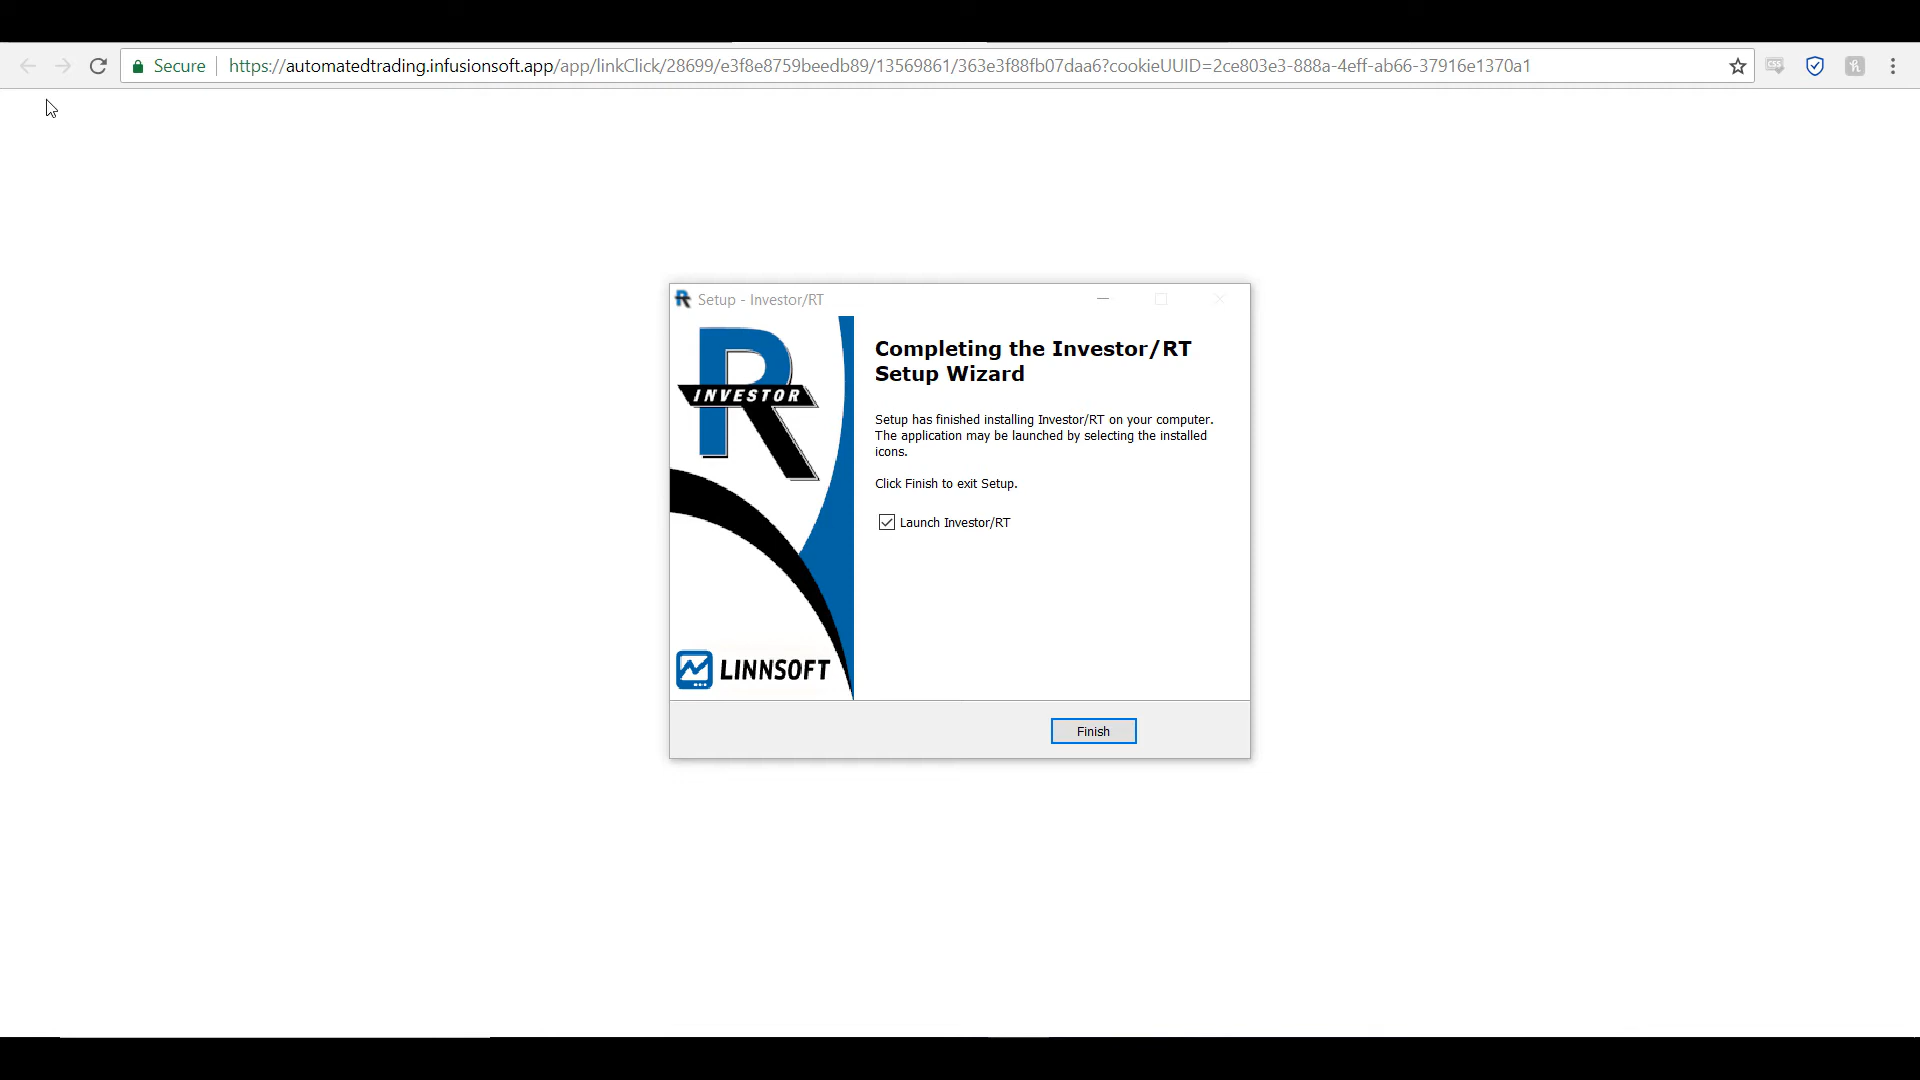 Secure
https://automatedtrading.infusionsoft.app/app/linkClick/28699/e3f8e8759beedb89/13569861/363e3f88fb07daa6?cookieUUID=2ce803e3-888a-4eff-ab66-37916e1370a1
CSS
h
Setup - Investor/RT
R
INVESTOR
LINNSOFT
Completing the Investor/RT
Setup Wizard
Setup has finished installing Investor/RT on your computer.
The application may be launched by selecting the installed
icons.
Click Finish to exit Setup.
Launch Investor/RT
Finish